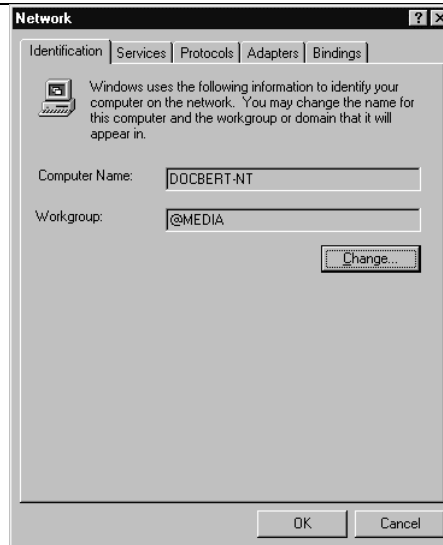 Network
Identification Services Protocols Adapters Bindings
Windows uses the following information to identify your
computer on the network. You may change the name for
this computer and the workgroup or domain that it will
appear in.
Computer Name: DOCBERT-NT
Workgroup: @MEDIA
Change...
OK Cancel